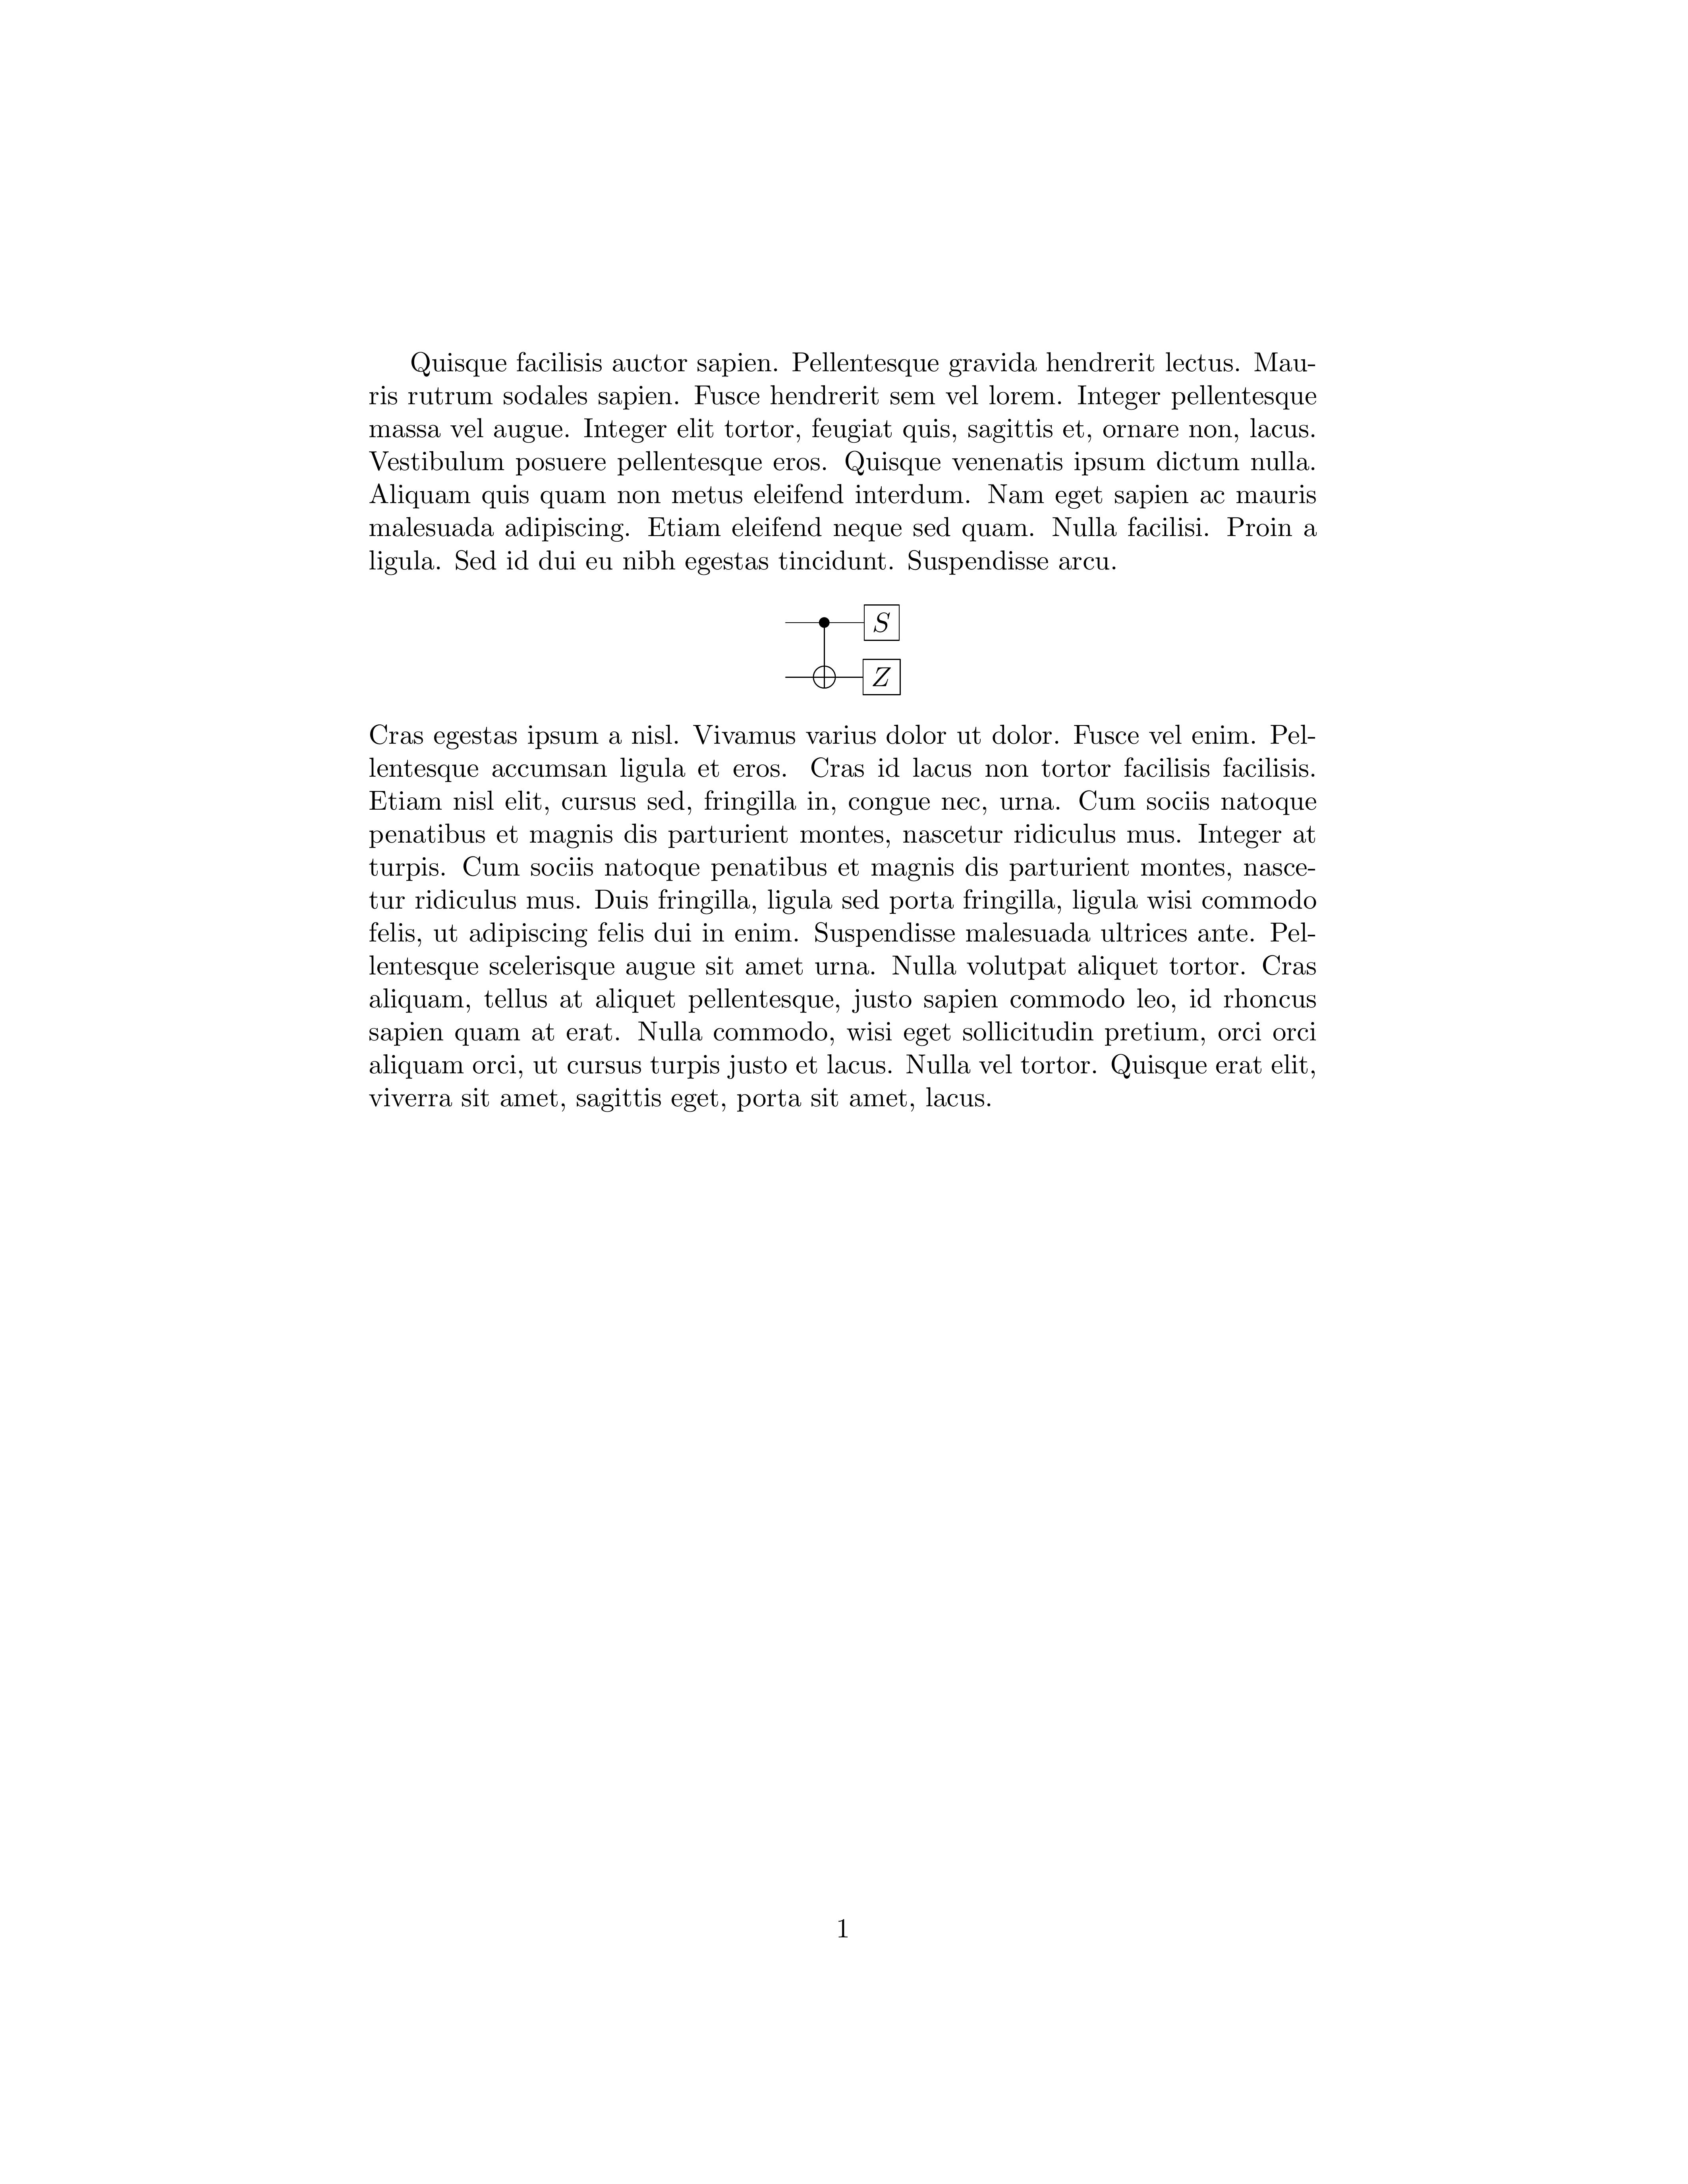 Quisque facilisis auctor sapien. Pellentesque gravida hendrerit lectus. Mau-
ris rutrum sodales sapien. Fusce hendrerit sem vel lorem. Integer pellentesque
massa vel augue. Integer elit tortor, feugiat quis, sagittis et, ornare non, lacus.
Vestibulum posuere pellentesque eros. Quisque venenatis ipsum dictum nulla.
Aliquam quis quam non metus eleifend interdum. Nam eget sapien ac mauris
malesuada adipiscing. Etiam eleifend neque sed quam. Nulla facilisi. Proin a
ligula. Sed id dui eu nibh egestas tincidunt. Suspendisse arcu.
S
Z
Cras egestas ipsum a nisl. Vivamus varius dolor ut dolor. Fusce vel enim. Pel-
lentesque accumsan ligula et eros. Cras id lacus non tortor facilisis facilisis.
Etiam nisl elit, cursus sed, fringilla in, congue nec, urna. Cum sociis natoque
penatibus et magnis dis parturient montes, nascetur ridiculus mus. Integer at
turpis. Cum sociis natoque penatibus et magnis dis parturient montes, nasce-
tur ridiculus mus. Duis fringilla, ligula sed porta fringilla, ligula wisi commodo
felis, ut adipiscing felis dui in enim. Suspendisse malesuada ultrices ante. Pel-
lentesque scelerisque augue sit amet urna. Nulla volutpat aliquet tortor. Cras
aliquam, tellus at aliquet pellentesque, justo sapien commodo leo, id rhoncus
sapien quam at erat. Nulla commodo, wisi eget sollicitudin pretium, orci orci
aliquam orci, ut cursus turpis justo et lacus. Nulla vel tortor. Quisque erat elit,
viverra sit amet, sagittis eget, porta sit amet, lacus.
1